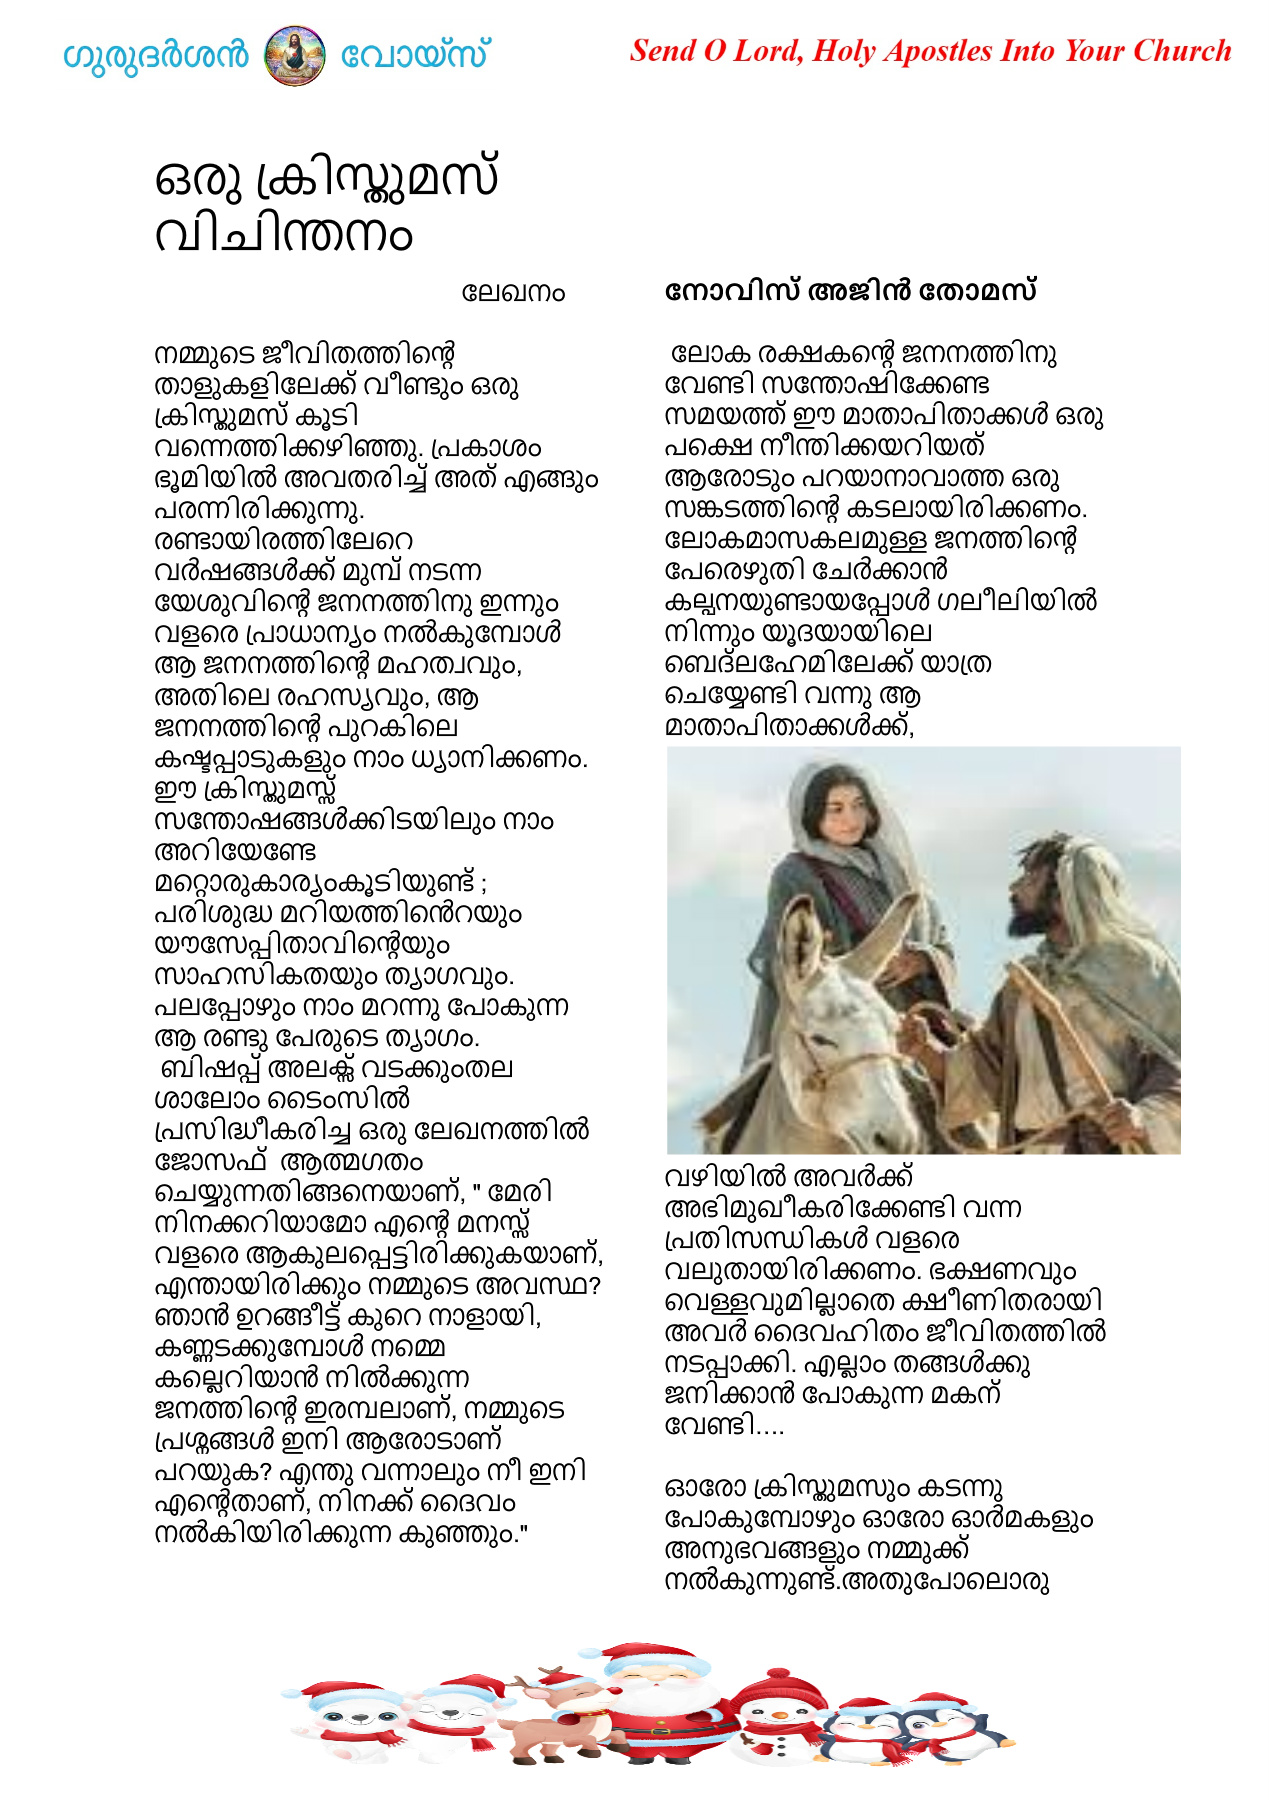 ഗുരുദർശൻ വോയ്സ്
Send O Lord, Holy Apostles Into Your Church
ഒരു ക്രിസ്തുമസ്
വിചിന്തനം
ലേഖനം
നോവിസ് അജിൻ തോമസ്
നമ്മുടെ ജീവിതത്തിന്റെ
താളുകളിലേക്ക് വീണ്ടും ഒരു
ക്രിസ്തുമസ് കൂടി
വന്നെത്തിക്കഴിഞ്ഞു. പ്രകാശം
ഭൂമിയിൽ അവതരിച്ച് അത് എങ്ങും
പരന്നിരിക്കുന്നു.
രണ്ടായിരത്തിലേറെ
വർഷങ്ങൾക്ക് മുമ്പ് നടന്ന
യേശുവിന്റെ ജനനത്തിനു ഇന്നും
വളരെ പ്രാധാന്യം നൽകുമ്പോൾ
ആ ജനനത്തിന്റെ മഹത്വവും,
അതിലെ രഹസ്യവും, ആ
ജനനത്തിന്റെ പുറകിലെ
കഷ്ടപ്പാടുകളും നാം ധ്യാനിക്കണം.
ഈ ക്രിസ്തുമസ്സ്
സന്തോഷങ്ങൾക്കിടയിലും നാം
അറിയേണ്ടേ
മറ്റൊരുകാര്യംകൂടിയുണ്ട് ;
പരിശുദ്ധ മറിയത്തിൻെറയും
യൗസേപ്പിതാവിന്റെയും
സാഹസികതയും ത്യാഗവും.
പലപ്പോഴും നാം മറന്നു പോകുന്ന
ആ രണ്ടു പേരുടെ ത്യാഗം.
ബിഷപ്പ് അലക്സ് വടക്കുംതല
ശാലോം ടൈംസിൽ
പ്രസിദ്ധീകരിച്ച ഒരു ലേഖനത്തിൽ
ജോസഫ്  ആത്മഗതം
ചെയ്യുന്നതിങ്ങനെയാണ്, " മേരി
നിനക്കറിയാമോ എന്റെ മനസ്സ്
വളരെ ആകുലപ്പെട്ടിരിക്കുകയാണ്,
എന്തായിരിക്കും നമ്മുടെ അവസ്ഥ?
ഞാൻ ഉറങ്ങീട്ട് കുറെ നാളായി,
കണ്ണടക്കുമ്പോൾ നമ്മെ
കല്ലെറിയാൻ നിൽക്കുന്ന
ജനത്തിന്റെ ഇരമ്പലാണ്, നമ്മുടെ
പ്രശ്നങ്ങൾ ഇനി ആരോടാണ്
പറയുക? എന്തു വന്നാലും നീ ഇനി
എന്റെതാണ്, നിനക്ക് ദൈവം
നൽകിയിരിക്കുന്ന കുഞ്ഞും."
ലോക രക്ഷകന്റെ ജനനത്തിനു
വേണ്ടി സന്തോഷിക്കേണ്ട
സമയത്ത് ഈ മാതാപിതാക്കൾ ഒരു
പക്ഷെ നീന്തിക്കയറിയത്
ആരോടും പറയാനാവാത്ത ഒരു
സങ്കടത്തിന്റെ കടലായിരിക്കണം.
ലോകമാസകലമുള്ള ജനത്തിന്റെ
പേരെഴുതി ചേർക്കാൻ
കല്പനയുണ്ടായപ്പോൾ ഗലീലിയിൽ
നിന്നും യൂദയായിലെ
ബെദ്‌ലഹേമിലേക്ക് യാത്ര
ചെയ്യേണ്ടി വന്നു ആ
മാതാപിതാക്കൾക്ക്,
വഴിയിൽ അവർക്ക്
അഭിമുഖീകരിക്കേണ്ടി വന്ന
പ്രതിസന്ധികൾ വളരെ
വലുതായിരിക്കണം. ഭക്ഷണവും
വെള്ളവുമില്ലാതെ ക്ഷീണിതരായി
അവർ ദൈവഹിതം ജീവിതത്തിൽ
നടപ്പാക്കി. എല്ലാം തങ്ങൾക്കു
ജനിക്കാൻ പോകുന്ന മകന്
വേണ്ടി....
ഓരോ ക്രിസ്തുമസും കടന്നു
പോകുമ്പോഴും ഓരോ ഓർമകളും
അനുഭവങ്ങളും നമ്മുക്ക്
നൽകുന്നുണ്ട്.അതുപോലൊരു